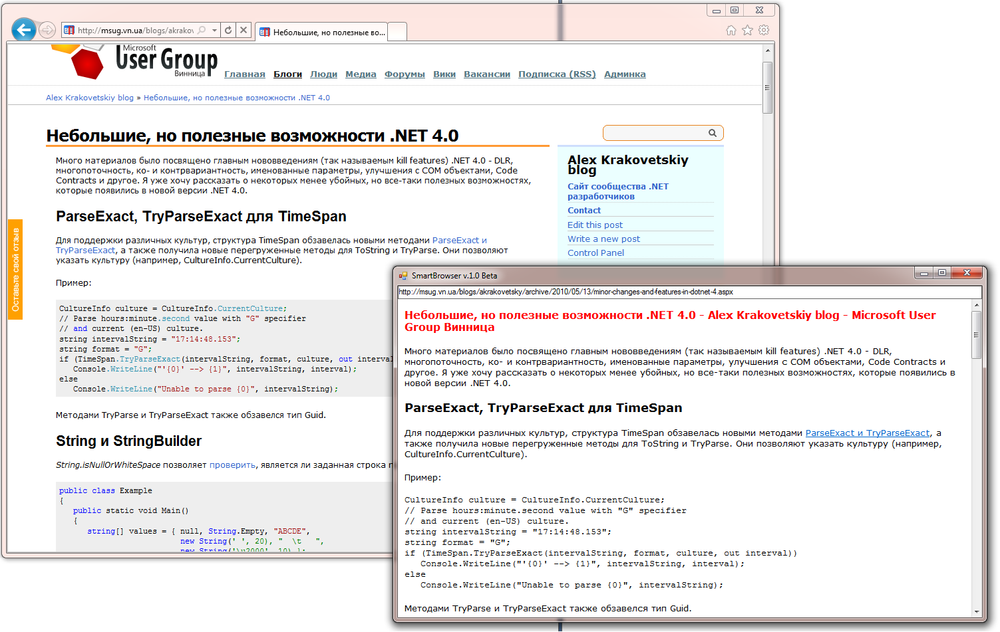 http://msug.vn.ua/blogs/akrakov
Небольшие, но полезные во...
Microsoft
User Group
Винница
Главная Блоги Люди Медиа Форумы Вики Вакансии Подписка (RSS) Админка
Alex Krakovetskiy blog » Небольшие, но полезные возможности .NET 4.0
Небольшие, но полезные возможности .NET 4.0
Много материалов было посвящено главным нововведениям (так называемым kill features) .NET 4.0 - DLR,
многопоточность, ко- и контрвариантность, именованные параметры, улучшения с COM объектами, Code
Contracts и другое. Я уже хочу рассказать о некоторых менее убойных, но все-таки полезных возможностях,
которые появились в новой версии .NET 4.0.
ParseExact, TryParseExact для TimeSpan
Для поддержки различных культур, структура TimeSpan обзавелась новыми методами ParseExact и
TryParseExact, а также получила новые перегруженные методы для ToString и TryParse. Они позволяют
указать культуру (например, CultureInfo.CurrentCulture).
Пример:
CultureInfo culture = CultureInfo.CurrentCulture;
// Parse hours:minute.second value with "G" specifier
// and current (en-US) culture.
string intervalString = "17:14:48.153";
string format = "G";
if (TimeSpan.TryParseExact(intervalString, format, culture, out interval
Console.WriteLine("'{0}' --> {1}", intervalString, interval);
else
Console.WriteLine("Unable to parse {0}", intervalString);
Методами TryParse и TryParseExact также обзавелся тип Guid.
String и StringBuilder
String.isNullOrWhiteSpace позволяет проверить, является ли заданная строка
public class Example
{
public static void Main()
{
string[] values = { null, String.Empty, "ABCDE",
new String(' ', 20), "  \t   ",
new String('\u2000', 10) };
Оставьте свой отзыв
Alex Krakovetskiy
blog
Сайт сообщества .NET
разработчиков
Contact
Edit this post
Write a new post
Control Panel
SmartBrowser v.1.0 Beta
http://msug.vn.ua/blogs/akrakovetsky/archive/2010/05/13/minor-changes-and-features-in-dotnet-4.aspx
Небольшие, но полезные возможности .NET 4.0 - Alex Krakovetskiy blog - Microsoft User
Group Винница
Много материалов было посвящено главным нововведениям (так называемым kill features) .NET 4.0 - DLR,
многопоточность, ко- и контрвариантность, именованные параметры, улучшения с COM объектами, Code Contracts и
другое. Я уже хочу рассказать о некоторых менее убойных, но все-таки полезных возможностях, которые появились в
новой версии .NET 4.0.
ParseExact, TryParseExact для TimeSpan
Для поддержки различных культур, структура TimeSpan обзавелась новыми методами ParseExact и TryParseExact, а
также получила новые перегруженные методы для ToString и TryParse. Они позволяют указать культуру (например,
CultureInfo.CurrentCulture).
Пример:
CultureInfo culture = CultureInfo.CurrentCulture;
// Parse hours:minute.second value with "G" specifier
// and current (en-US) culture.
string intervalString = "17:14:48.153";
string format = "G";
if (TimeSpan.TryParseExact(intervalString, format, culture, out interval))
Console.WriteLine("'{0}' --> {1}", intervalString, interval);
else
Console.WriteLine("Unable to parse {0}", intervalString);
Методами TryParse и TryParseExact также обзавелся тип Guid.